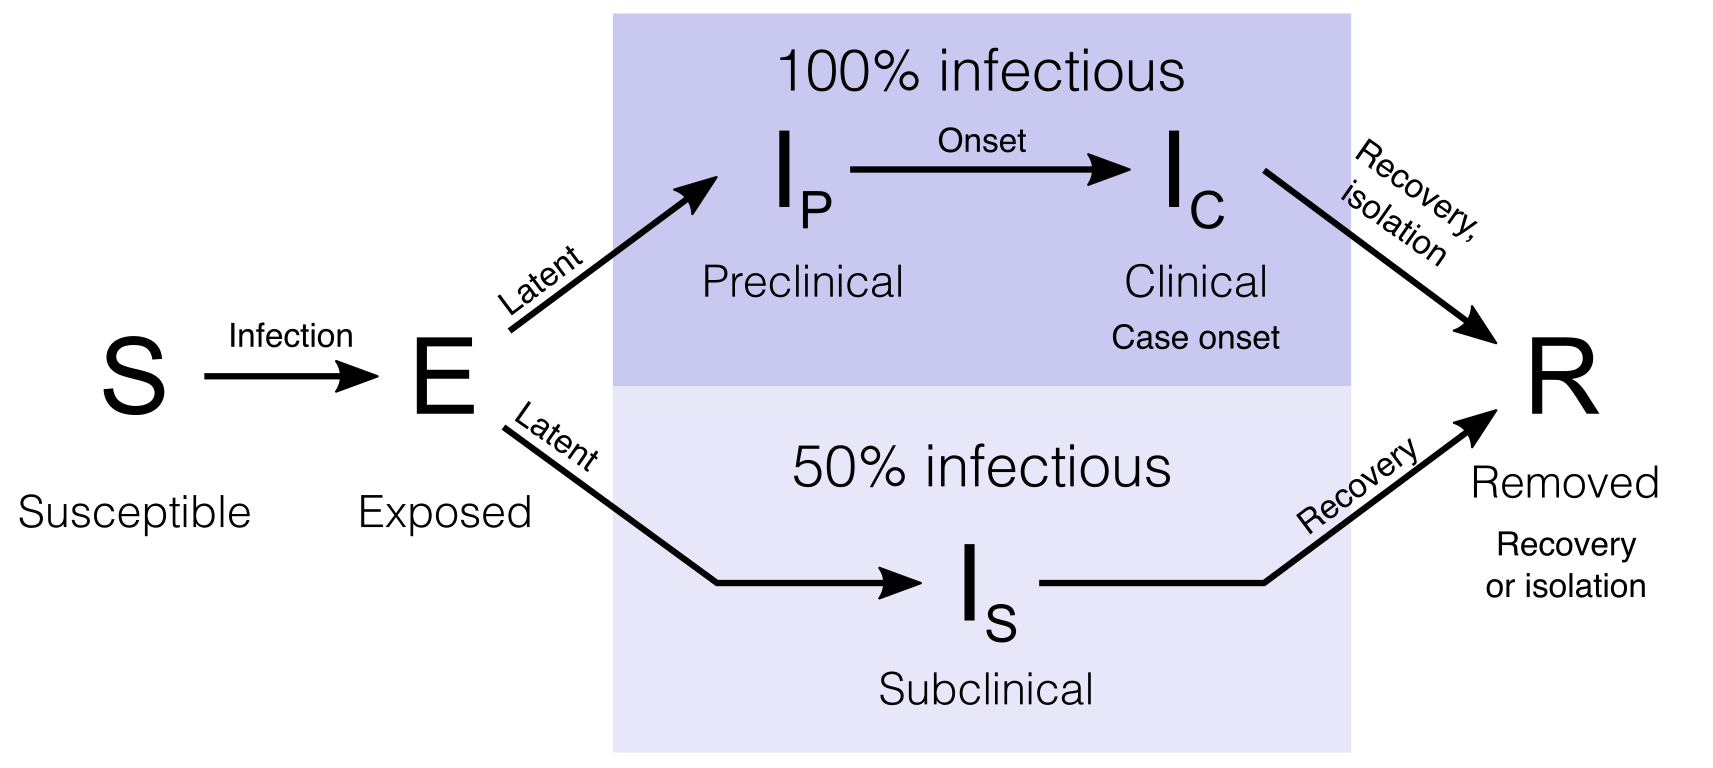 100% infectious
Onset
I_P
I_C
Recovery,
isolation
Latent
Preclinical
Clinical
Case onset
Infection
S
E
R
Latent
50% infectious
Recovery
Removed
Susceptible
Exposed
Recovery
or isolation
I_S
Subclinical